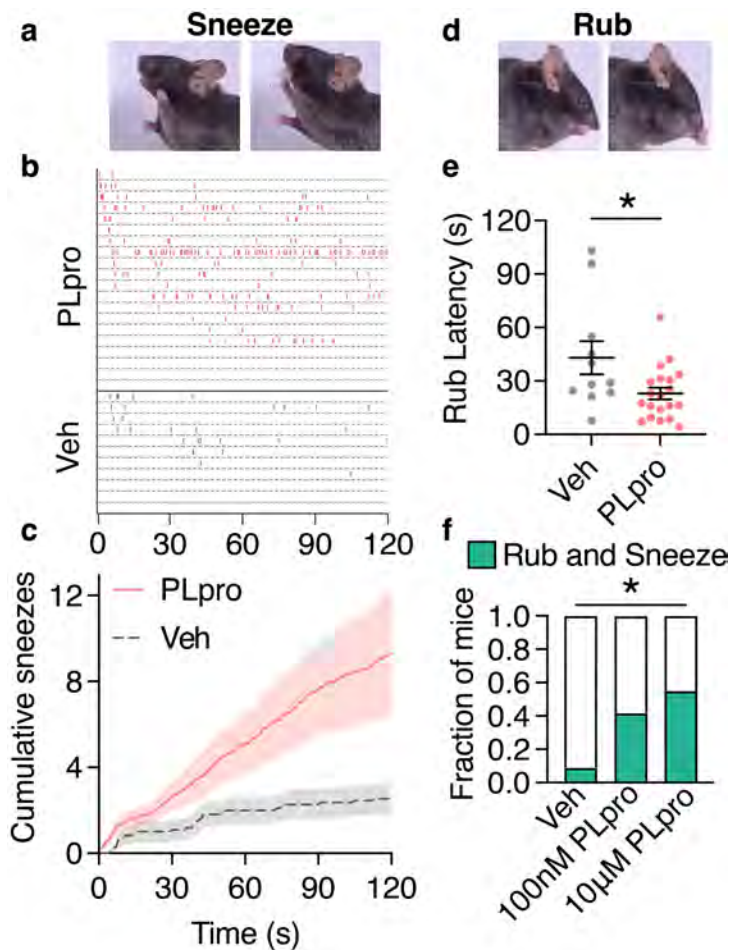 a
Sneeze
d
Rub
b
PLpro
Veh
0 30 60 90 120
e
*
Rub Latency (s)
120
90
60
30
0
Veh
PLpro
c
Cumulative sneezes
12
8
4
0
PLpro
Veh
0 30 60 90 120
Time (s)
f
Rub and Sneeze
*
Fraction of mice
1.0
0.8
0.6
0.4
0.2
0.0
Veh
100nM PLpro
10µM PLpro